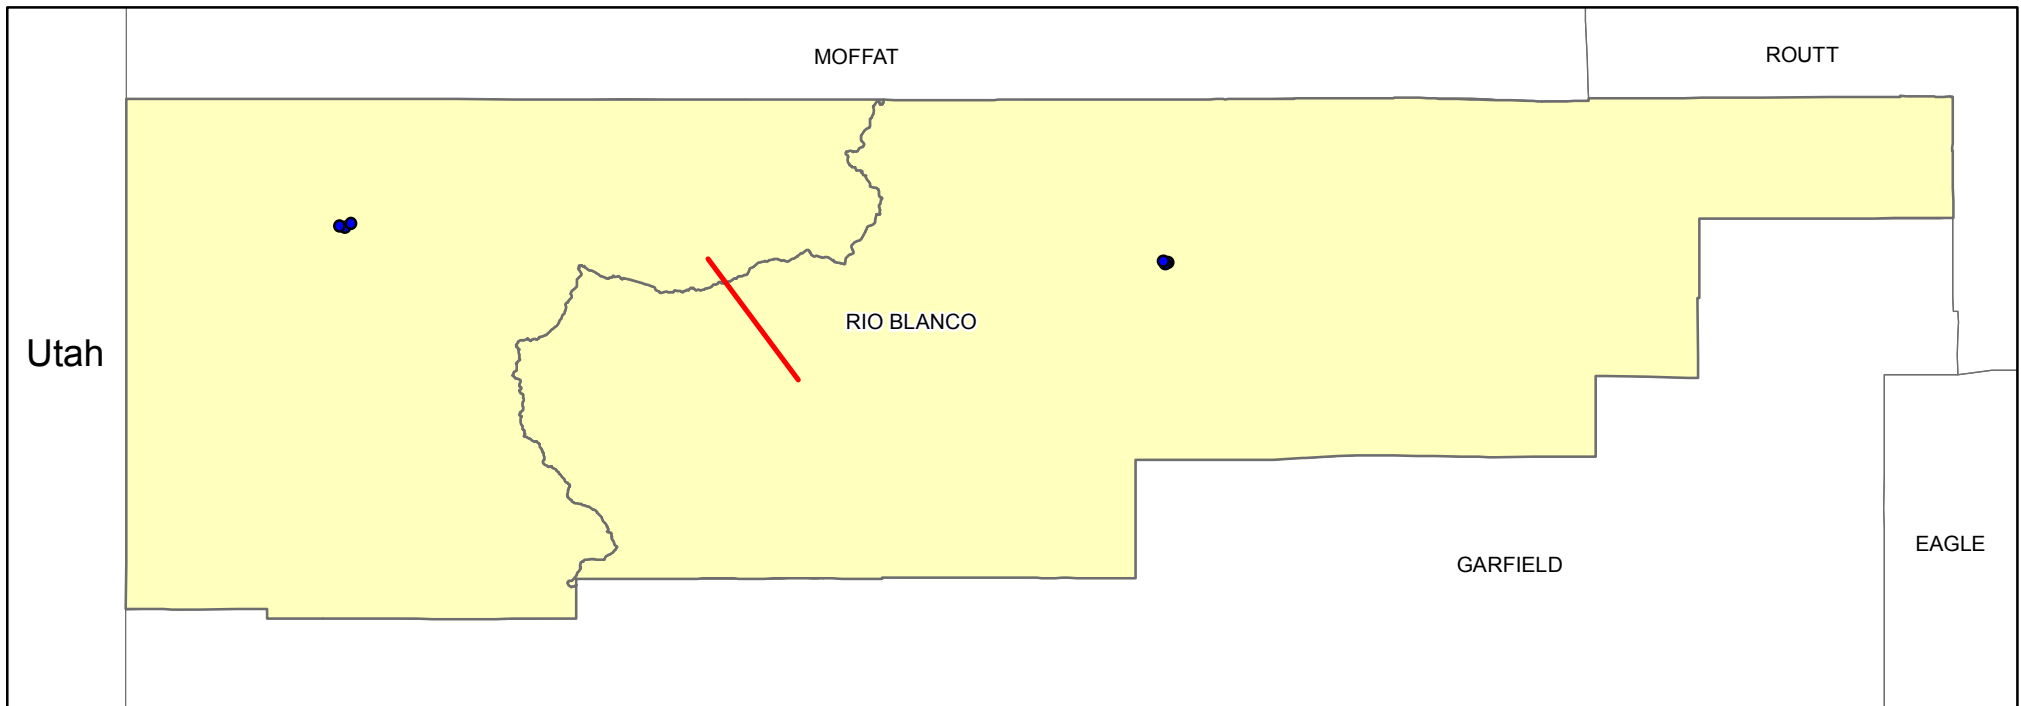 MOFFAT
ROUTT
RIO BLANCO
Utah
EAGLE
GARFIELD